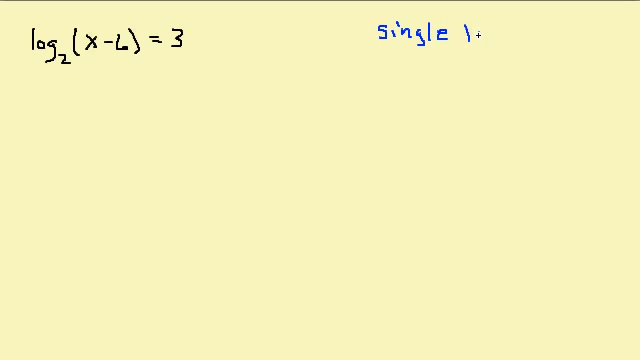 log₂(x-6) = 3
single l